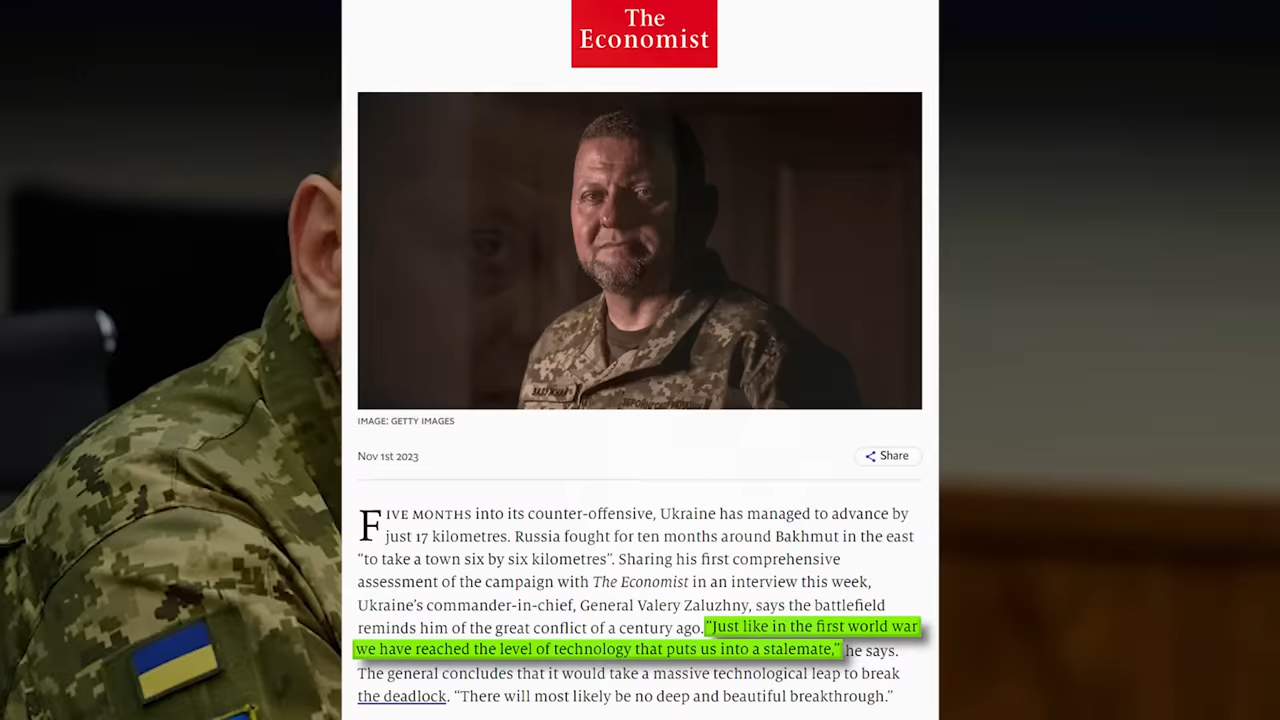 The
Economist
ЗАЛУЖНИЙ
ЗБРОЙНІ СИЛИ УКРАЇНИ
IMAGE: GETTY IMAGES
Nov 1st 2023
Share
FIVE MONTHS into its counter-offensive, Ukraine has managed to advance by
just 17 kilometres. Russia fought for ten months around Bakhmut in the east
“to take a town six by six kilometres”. Sharing his first comprehensive
assessment of the campaign with The Economist in an interview this week,
Ukraine’s commander-in-chief, General Valery Zaluzhny, says the battlefield
reminds him of the great conflict of a century ago. “Just like in the first world war
we have reached the level of technology that puts us into a stalemate,” he says.
The general concludes that it would take a massive technological leap to break
the deadlock. “There will most likely be no deep and beautiful breakthrough.”